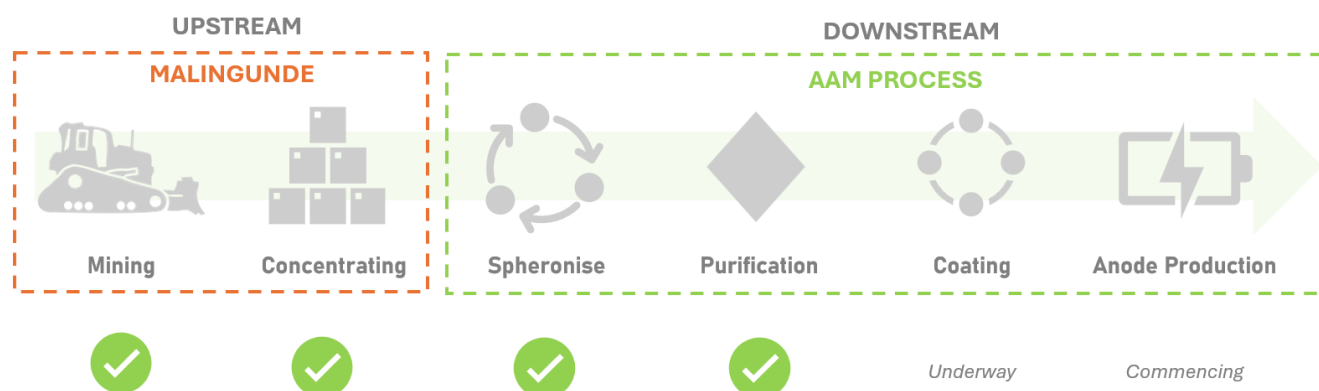 UPSTREAM
DOWNSTREAM
MALINGUNDE
AAM PROCESS
Mining
Concentrating
Spheronise
Purification
Coating
Anode Production
Underway
Commencing